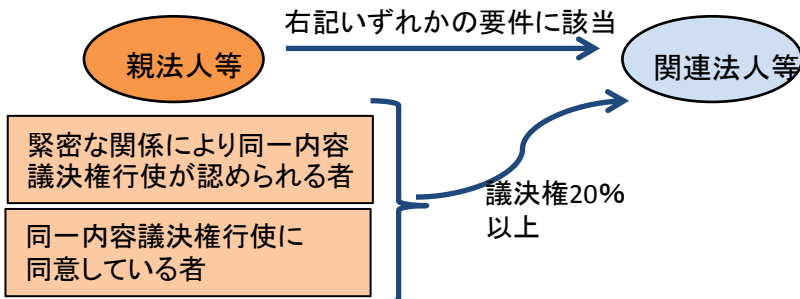 右記いずれかの要件に該当
親法人等
関連法人等
緊密な関係により同一内容
議決権行使が認められる者
議決権20%
以上
同一内容議決権行使に
同意している者